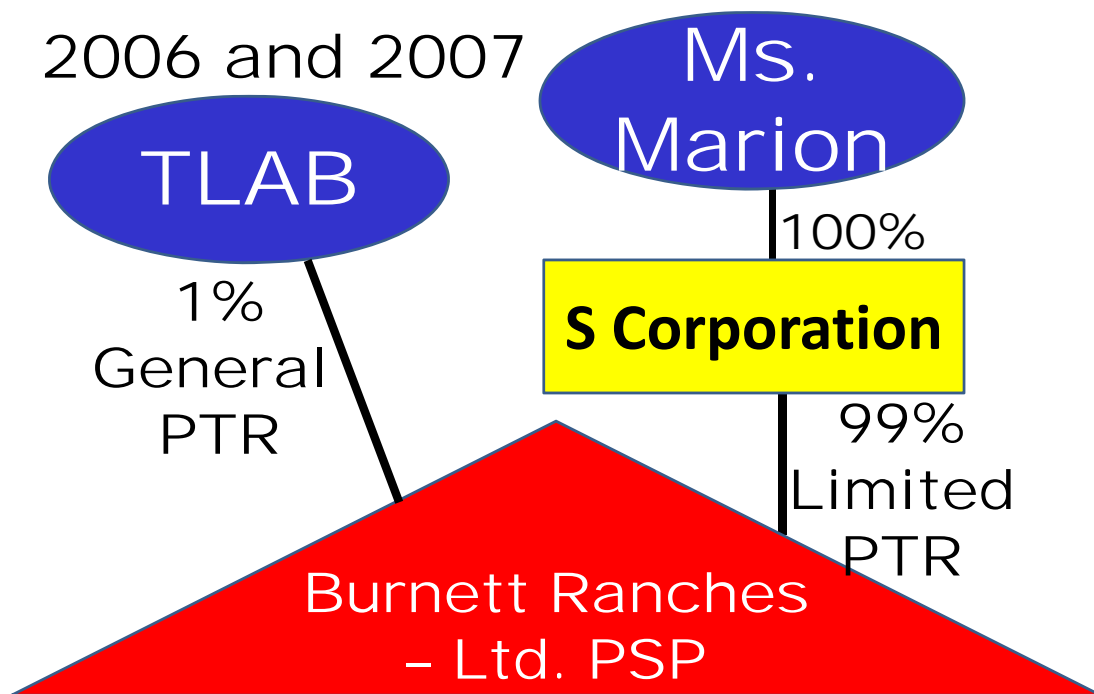 2006 and 2007
TLAB
Ms.
Marion
100%
S Corporation
1%
General
PTR
99%
Limited
PTR
Burnett Ranches
– Ltd. PSP